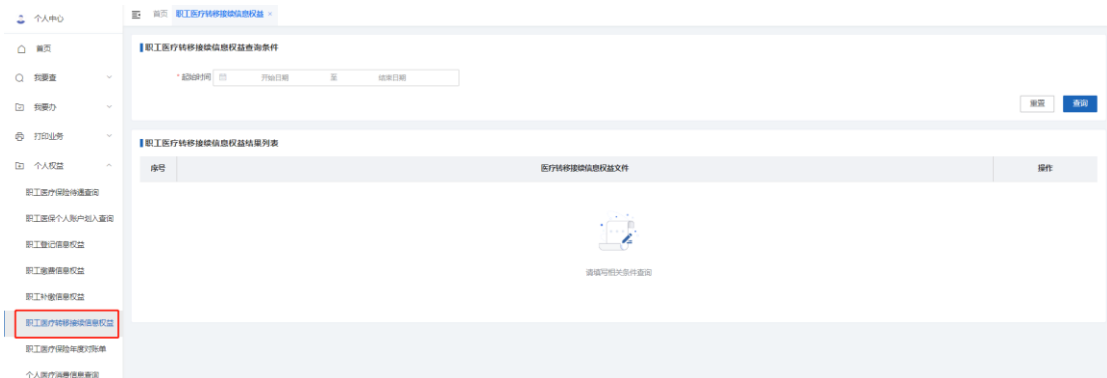 个人中心
首页
我要查
我要办
打印业务
个人权益
职工医疗保险待遇查询
职工医保个人账户划入查询
职工登记信息权益
职工缴费信息权益
职工补缴信息权益
职工医疗转移接续信息权益
职工医疗保险年度对账单
个人医疗消费信息查询
首页 职工医疗转移接续信息权益 ×
职工医疗转移接续信息权益查询条件
* 起始时间 开始日期 至 结束日期
重置 查询
职工医疗转移接续信息权益结果列表
序号 医疗转移接续信息权益文件 操作
请填写相关条件查询